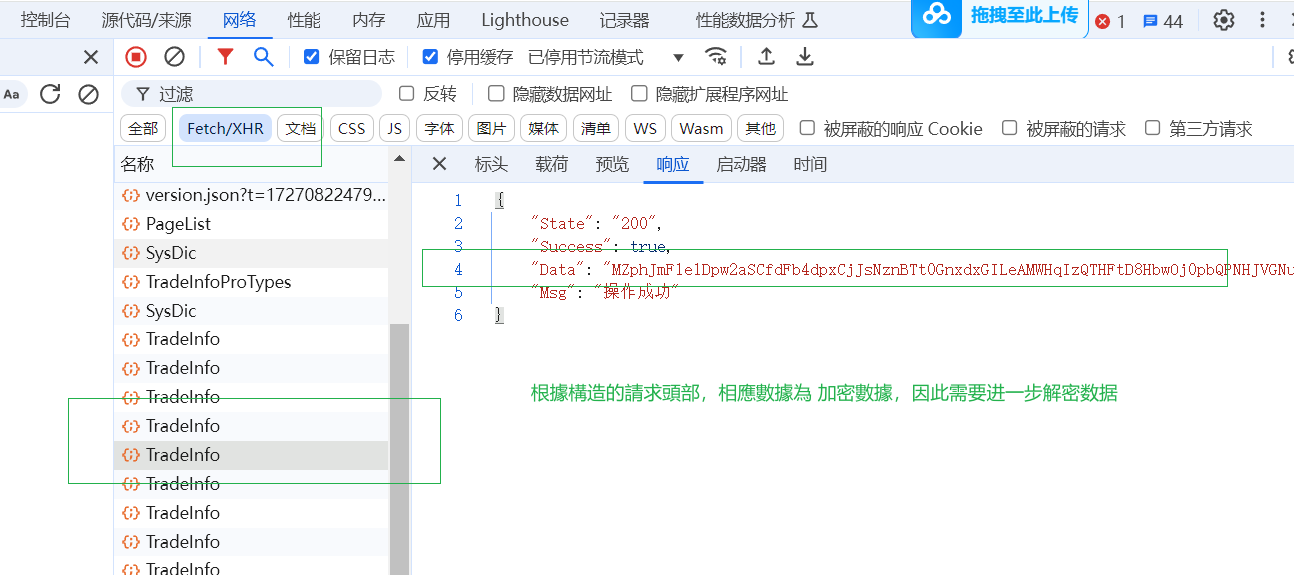 控制台 源代码/来源 网络 性能 内存 应用 Lighthouse 记录器 性能数据分析 拖拽至此上传 1 44
保留日志 停用缓存 已停用节流模式
Aa 过滤 反转 隐藏数据网址 隐藏扩展程序网址
全部 Fetch/XHR 文档 CSS JS 字体 图片 媒体 清单 WS Wasm 其他 被屏蔽的响应 Cookie 被屏蔽的请求 第三方请求
名称
version.json?t=17270822479...
PageList
SysDic
TradeInfoProTypes
SysDic
TradeInfo
TradeInfo
TradeInfo
TradeInfo
TradeInfo
TradeInfo
TradeInfo
TradeInfo
TradeInfo
标头 载荷 预览 响应 启动器 时间
1 {
2 "State": "200",
3 "Success": true,
4 "Data": "MZphJmF1e1Dpw2aSCfdFb4dpxCjJsNznBTt0GnxdxGILeAMWHqIzQTHFtD8Hbw0j0pbQPNHJVGNu
5 "Msg": "操作成功"
6 }
根據構造的請求頭部，相應數據為 加密數據，因此需要进一步解密数据